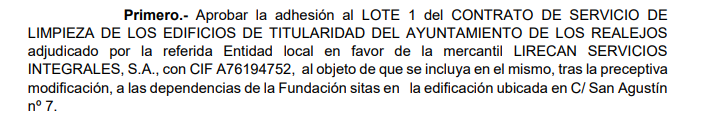 Primero.- Aprobar la adhesión al LOTE 1 del CONTRATO DE SERVICIO DE
LIMPIEZA DE LOS EDIFICIOS DE TITULARIDAD DEL AYUNTAMIENTO DE LOS REALEJOS
adjudicado por la referida Entidad local en favor de la mercantil LIRECAN SERVICIOS
INTEGRALES, S.A., con CIF A76194752, al objeto de que se incluya en el mismo, tras la preceptiva
modificación, a las dependencias de la Fundación sitas en la edificación ubicada en C/ San Agustín
nº 7.